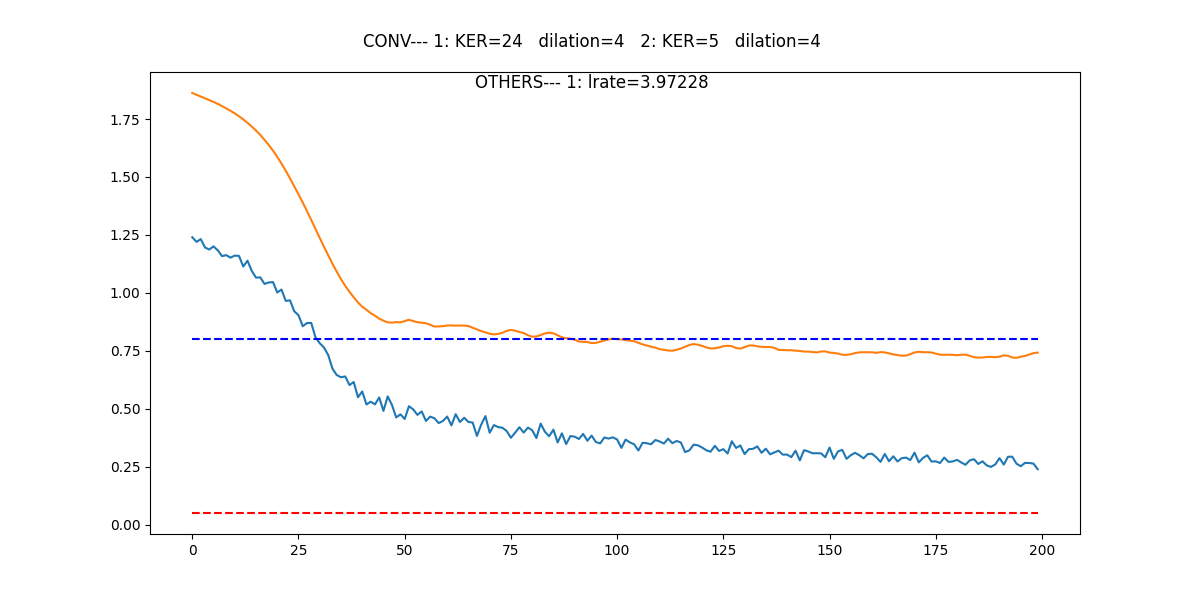 CONV--- 1: KER=24   dilation=4   2: KER=5   dilation=4
OTHERS--- 1: lrate=3.97228
1.75
1.50
1.25
1.00
0.75
0.50
0.25
0.00
0 25 50 75 100 125 150 175 200